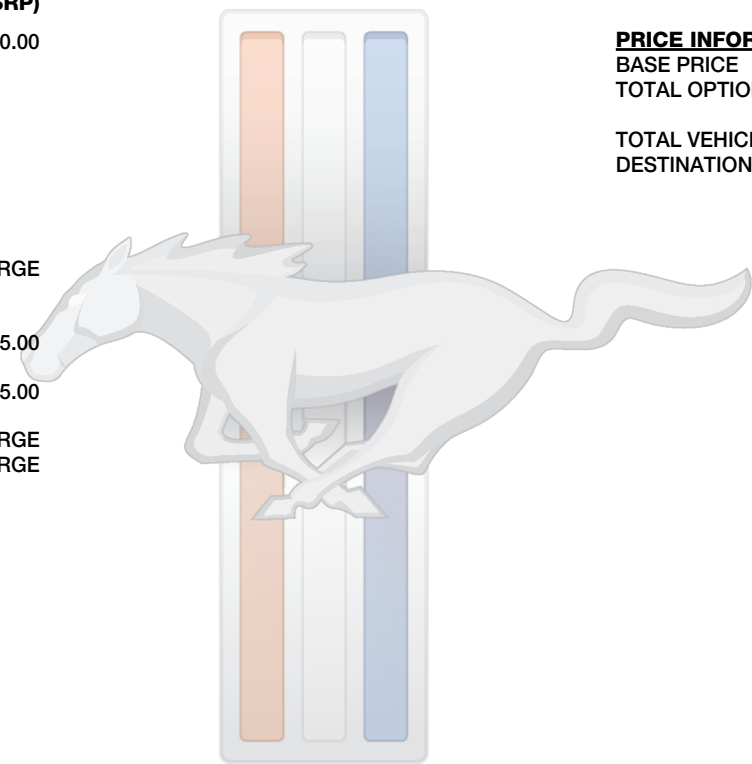 SRP)
0.00
RGE
5.00
5.00
RGE
RGE
PRICE INFOR
BASE PRICE
TOTAL OPTIO
TOTAL VEHIC
DESTINATION